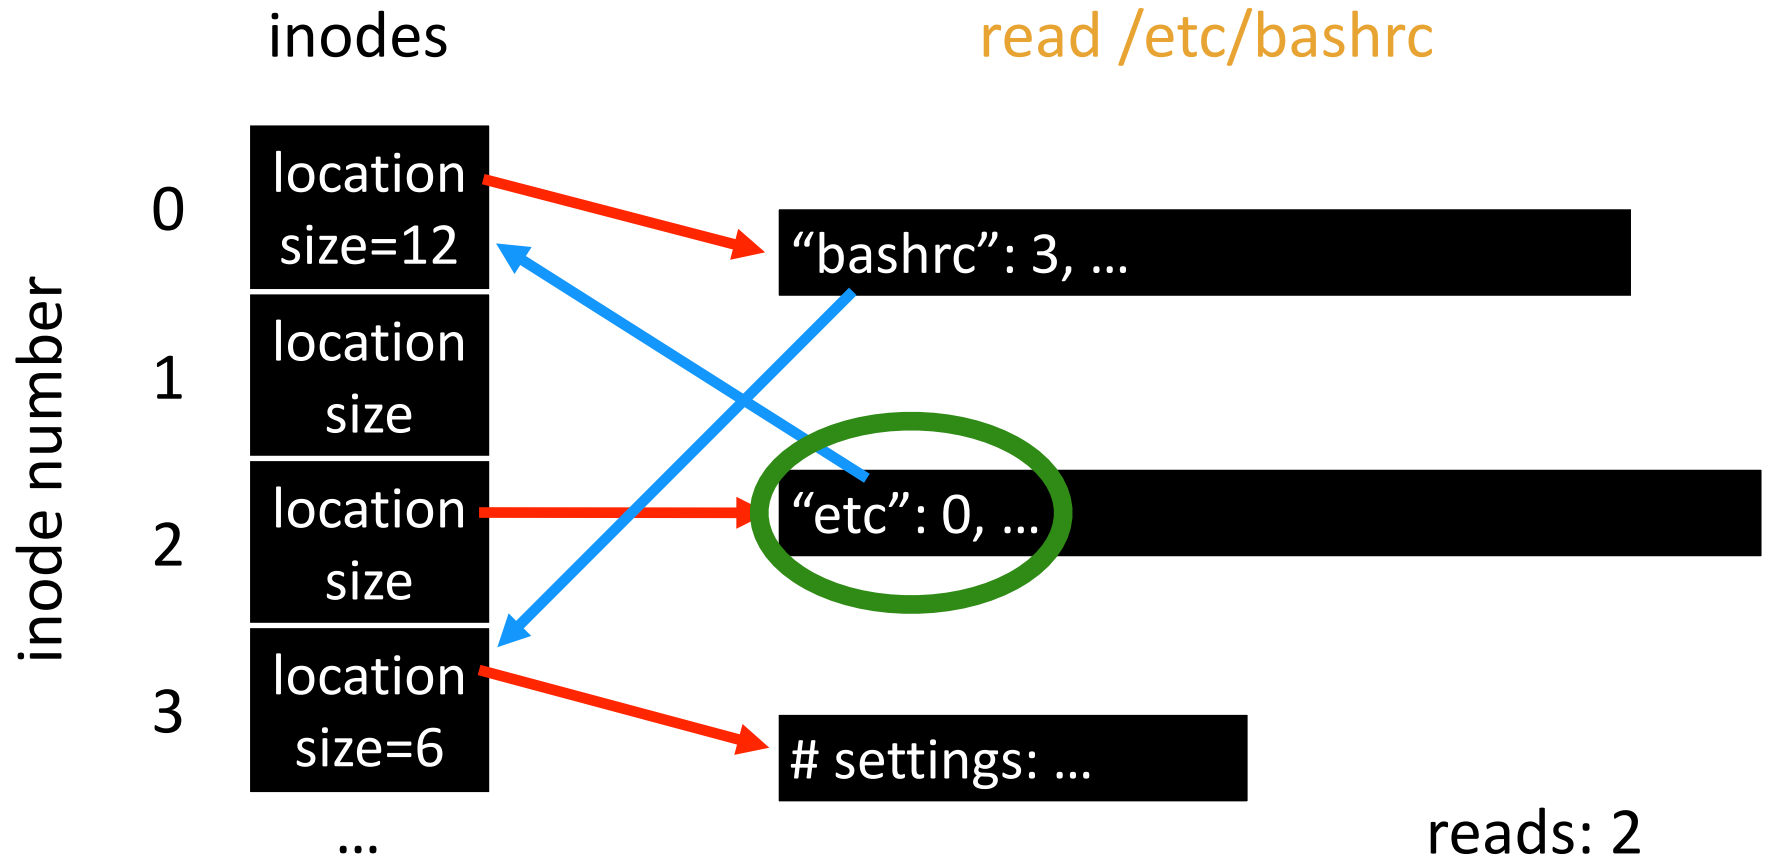 inodes
read /etc/bashrc
inode number
0
location
size=12
“bashrc”: 3, …
1
location
size
2
location
size
“etc”: 0, …
3
location
size=6
# settings: …
…
reads: 2